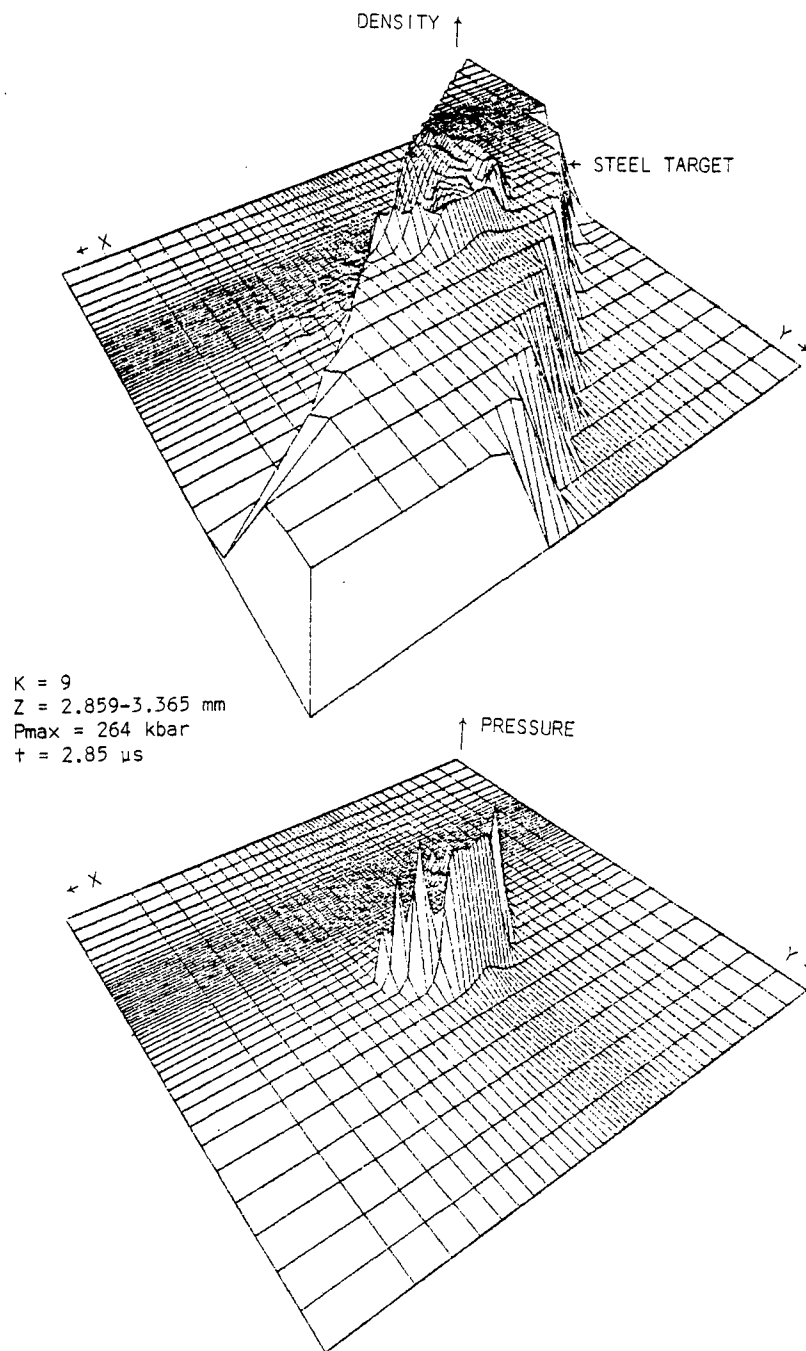 DENSITY ↑
← STEEL TARGET
← X
Y →
K = 9
Z = 2.859-3.365 mm
Pmax = 264 kbar
t = 2.85 µs
↑ PRESSURE
← X
Y →